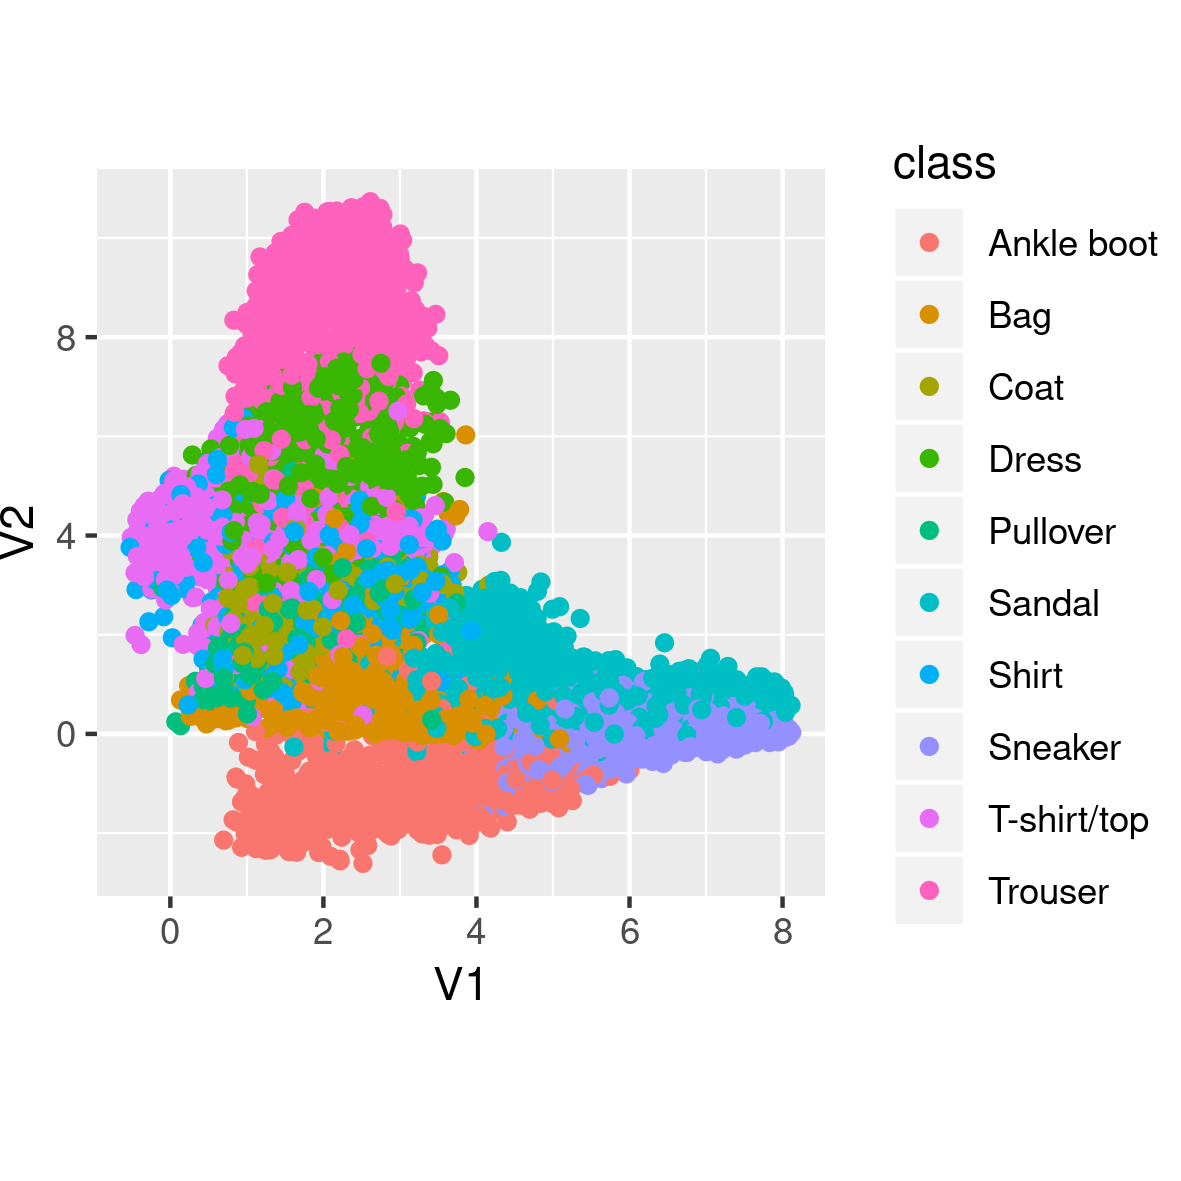 class
Ankle boot
Bag
Coat
Dress
Pullover
Sandal
Shirt
Sneaker
T-shirt/top
Trouser
V2
8
4
0
0 2 4 6 8
V1